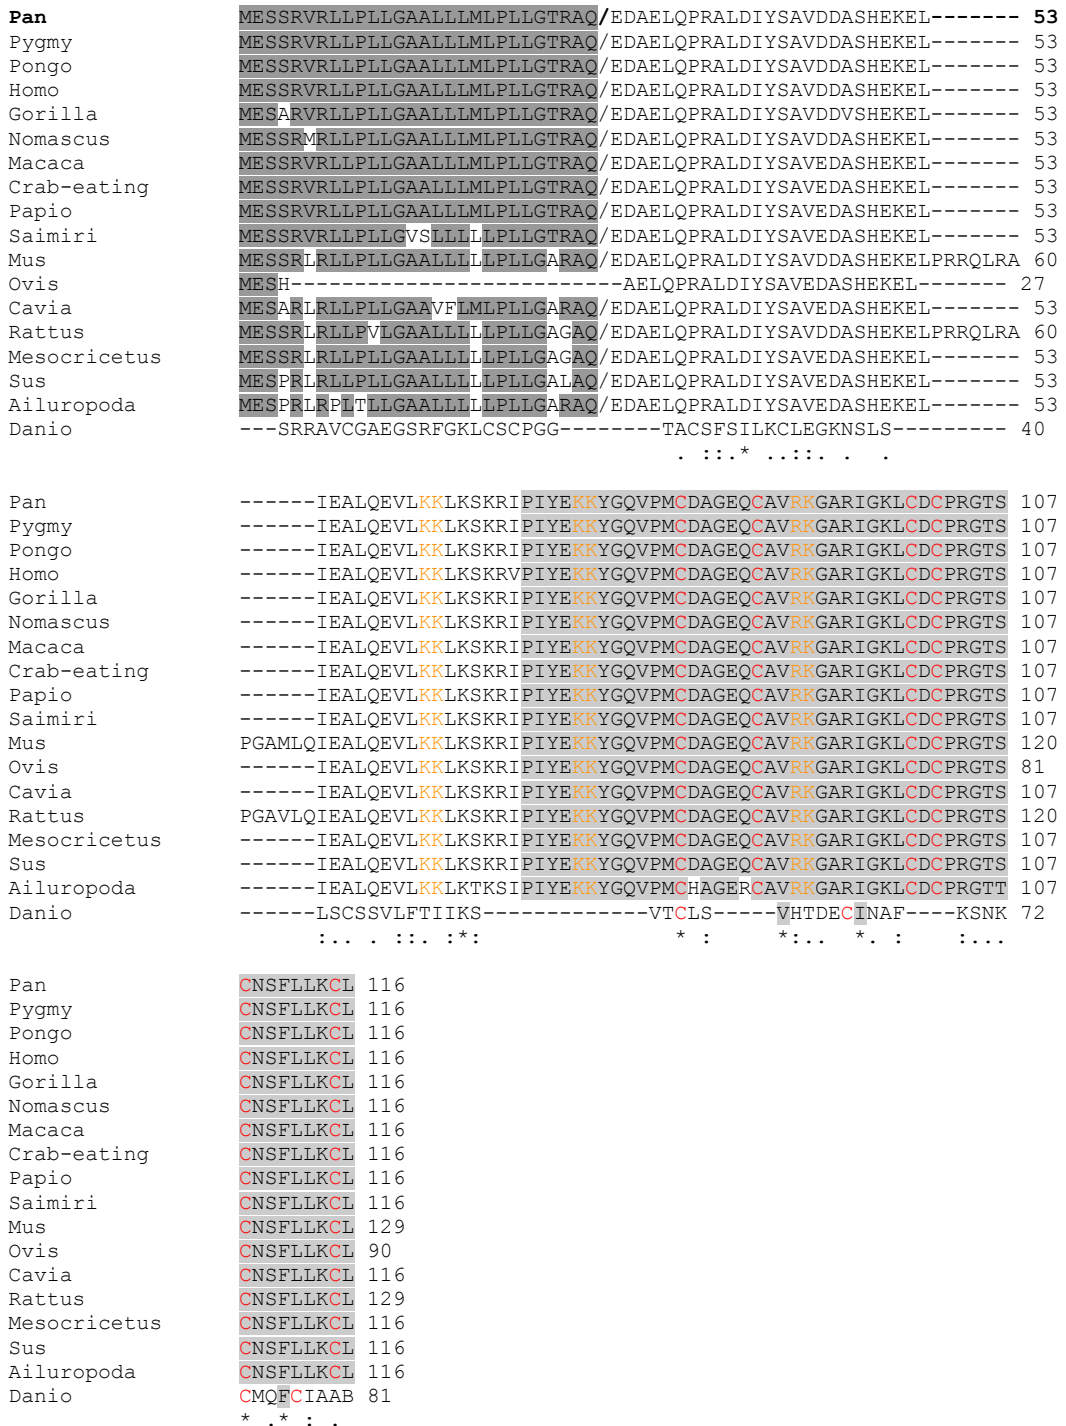 Pan MESSRVRLLPLLGAALLLMLPLLGTRAQ/EDAELQPRALDIYSAVDDASHEKEL------- 53
Pygmy MESSRVRLLPLLGAALLLMLPLLGTRAQ/EDAELQPRALDIYSAVDDASHEKEL------- 53
Pongo MESSRVRLLPLLGAALLLMLPLLGTRAQ/EDAELQPRALDIYSAVDDASHEKEL------- 53
Homo MESSRVRLLPLLGAALLLMLPLLGTRAQ/EDAELQPRALDIYSAVDDASHEKEL------- 53
Gorilla MESARVRLLPLLGAALLLMLPLLGTRAQ/EDAELQPRALDIYSAVDDVSHEKEL------- 53
Nomascus MESSRMRLLPLLGAALLLMLPLLGTRAQ/EDAELQPRALDIYSAVDDASHEKEL------- 53
Macaca MESSRVRLLPLLGAALLLMLPLLGTRAQ/EDAELQPRALDIYSAVEDASHEKEL------- 53
Crab-eating MESSRVRLLPLLGAALLLMLPLLGTRAQ/EDAELQPRALDIYSAVEDASHEKEL------- 53
Papio MESSRVRLLPLLGAALLLMLPLLGTRAQ/EDAELQPRALDIYSAVEDASHEKEL------- 53
Saimiri MESSRVRLLPLLGVSLLLLLLPLLGTRAQ/EDAELQPRALDIYSAVEDASHEKEL------- 53
Mus MESSRLRLLPLLGAALLLLLPLLGARAQ/EDAELQPRALDIYSAVEDASHEKELPRRQLRA 60
Ovis MESH--------------------------AELQPRALDIYSAVEDASHEKEL------- 27
Cavia MESARLRLLPLLGAAVFLMLPLLGARAQ/EDAELQPRALDIYSAVEDASHEKEL------- 53
Rattus MESSRLRLLPVLGAALLLLLPLLGAGAQ/EDAELQPRALDIYSAVDDASHEKELPRRQLRA 60
Mesocricetus MESSRLRLLPLLGAALLLLLPLLGAGAQ/EDAELQPRALDIYSAVDDASHEKEL------- 53
Sus MESPRLRLLPLLGAALLLLLPLLGALAQ/EDAELQPRALDIYSAVEDASHEKEL------- 53
Ailuropoda MESPRLRPLTLLGAALLLLLPLLGARAQ/EDAELQPRALDIYSAVEDASHEKEL------- 53
Danio ---SRRAVCGAEGSRFGKLCSCPGG--------TACSFSILKCLEGKNSLS--------- 40
. ::.* ..::. . .
Pan ------IEALQEVLKKLKSKRIPIYEKKYGQVPMCDAGEQCAVRKGARIGKLCDCPRGTS 107
Pygmy ------IEALQEVLKKLKSKRIPIYEKKYGQVPMCDAGEQCAVRKGARIGKLCDCPRGTS 107
Pongo ------IEALQEVLKKLKSKRIPIYEKKYGQVPMCDAGEQCAVRKGARIGKLCDCPRGTS 107
Homo ------IEALQEVLKKLKSKRVPIYEKKYGQVPMCDAGEQCAVRKGARIGKLCDCPRGTS 107
Gorilla ------IEALQEVLKKLKSKRIPIYEKKYGQVPMCDAGEQCAVRKGARIGKLCDCPRGTS 107
Nomascus ------IEALQEVLKKLKSKRIPIYEKKYGQVPMCDAGEQCAVRKGARIGKLCDCPRGTS 107
Macaca ------IEALQEVLKKLKSKRIPIYEKKYGQVPMCDAGEQCAVRKGARIGKLCDCPRGTS 107
Crab-eating ------IEALQEVLKKLKSKRIPIYEKKYGQVPMCDAGEQCAVRKGARIGKLCDCPRGTS 107
Papio ------IEALQEVLKKLKSKRIPIYEKKYGQVPMCDAGEQCAVRKGARIGKLCDCPRGTS 107
Saimiri ------IEALQEVLKKLKSKRIPIYEKKYGQVPMCDAGEQCAVRKGARIGKLCDCPRGTS 107
Mus PGAMLQIEALQEVLKKLKSKRIPIYEKKYGQVPMCDAGEQCAVRKGARIGKLCDCPRGTS 120
Ovis ------IEALQEVLKKLKSKRIPIYEKKYGQVPMCDAGEQCAVRKGARIGKLCDCPRGTS 81
Cavia ------IEALQEVLKKLKSKRIPIYEKKYGQVPMCDAGEQCAVRKGARIGKLCDCPRGTS 107
Rattus PGAVLQIEALQEVLKKLKSKRIPIYEKKYGQVPMCDAGEQCAVRKGARIGKLCDCPRGTS 120
Mesocricetus ------IEALQEVLKKLKSKRIPIYEKKYGQVPMCDAGEQCAVRKGARIGKLCDCPRGTS 107
Sus ------IEALQEVLKKLKSKRIPIYEKKYGQVPMCDAGEQCAVRKGARIGKLCDCPRGTS 107
Ailuropoda ------IEALQEVLKKLKTKSIPIYEKKYGQVPMCHAGERCAVRKGARIGKLCDCPRGTT 107
Danio ------LSCSSVLFTIIKS-------------VTCLS-----VHTDECINAF----KSNK 72
:.. . ::. :*: * : *:.. *. : :...
Pan CNSFLLKCL 116
Pygmy CNSFLLKCL 116
Pongo CNSFLLKCL 116
Homo CNSFLLKCL 116
Gorilla CNSFLLKCL 116
Nomascus CNSFLLKCL 116
Macaca CNSFLLKCL 116
Crab-eating CNSFLLKCL 116
Papio CNSFLLKCL 116
Saimiri CNSFLLKCL 116
Mus CNSFLLKCL 129
Ovis CNSFLLKCL 90
Cavia CNSFLLKCL 116
Rattus CNSFLLKCL 129
Mesocricetus CNSFLLKCL 116
Sus CNSFLLKCL 116
Ailuropoda CNSFLLKCL 116
Danio CMQFCIAAB 81
* .* : .